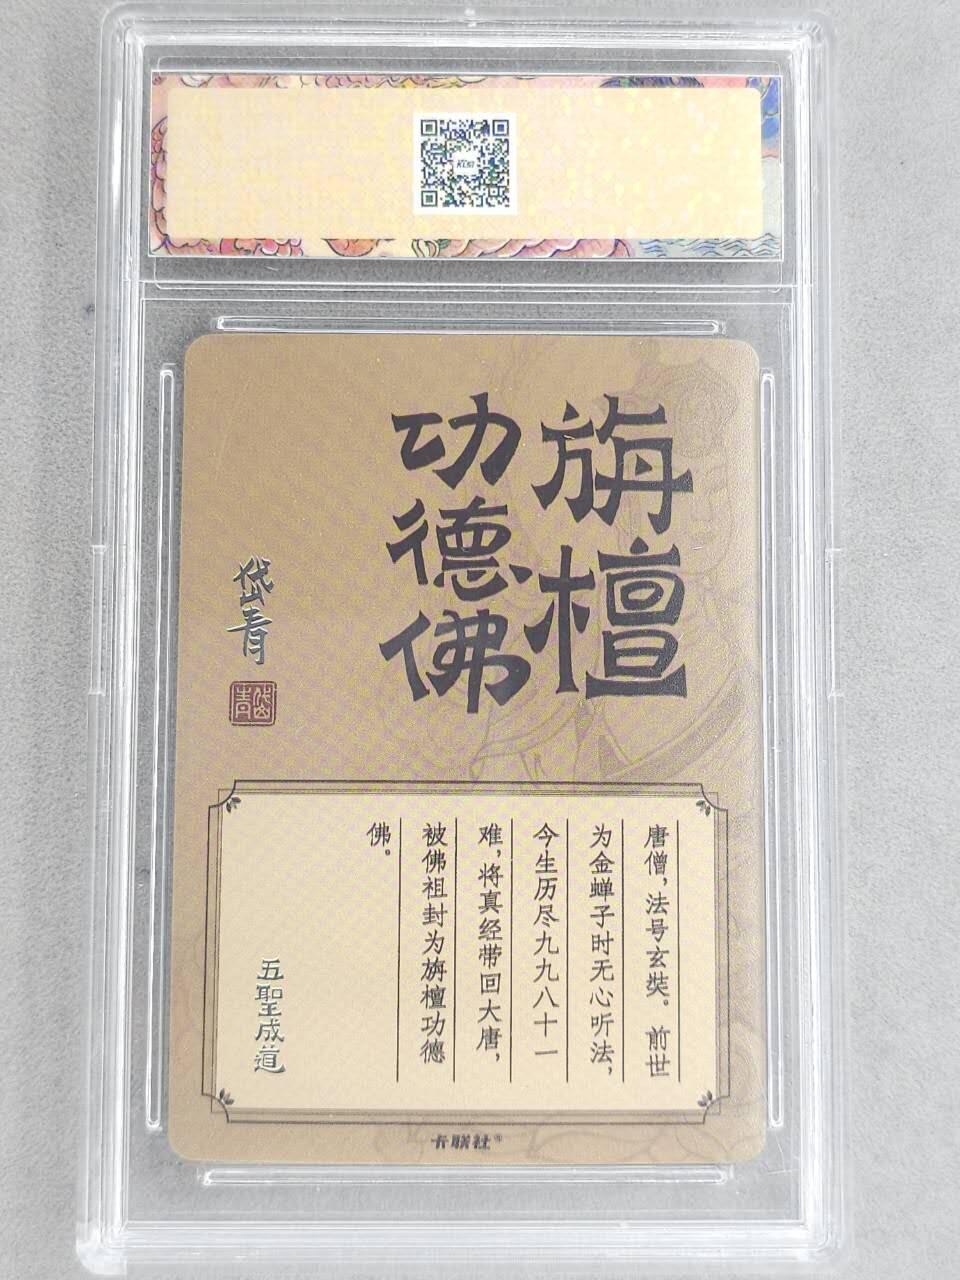 旃檀
功德佛
岱青
岱青
唐僧，法号玄奘。前世
为金蝉子时无心听法，
今生历尽九九八十一
难，将真经带回大唐，
被佛祖封为旃檀功德
佛。
五聖成道
卡联社®